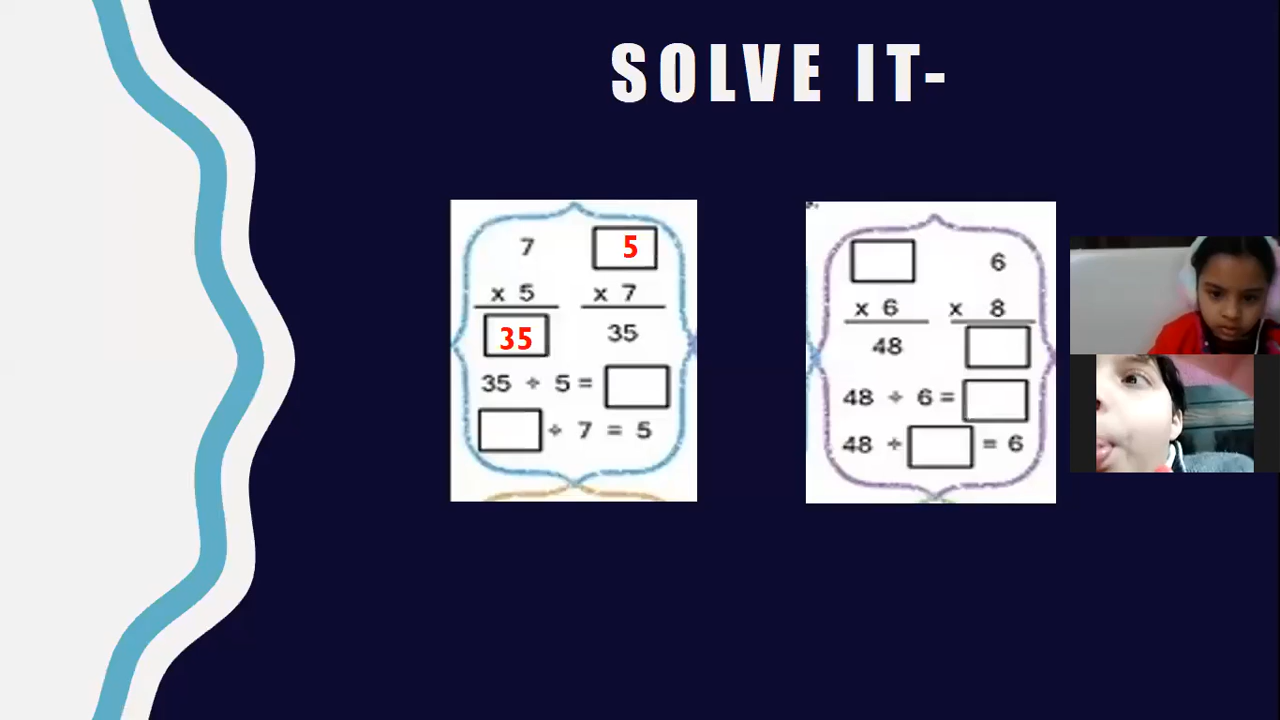 SOLVE IT-
7 5
x 5 x 7
35 35
35 ÷ 5 =
÷ 7 = 5
6
x 6 x 8
48
48 ÷ 6 =
48 ÷ = 6